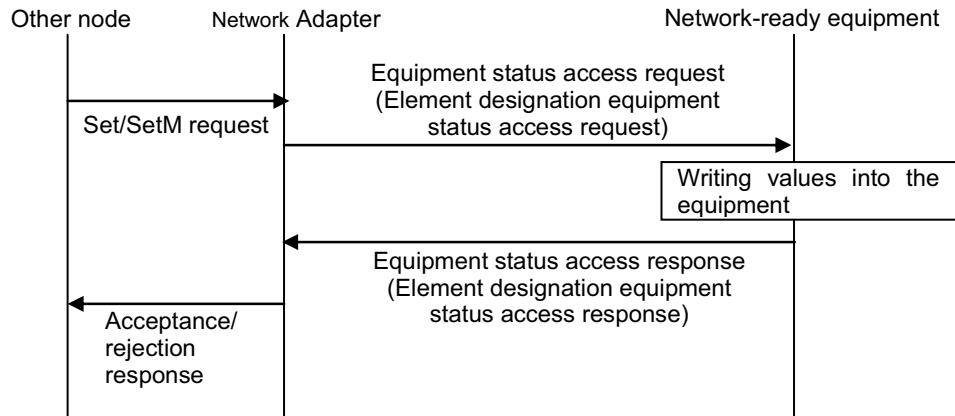 Other node
Network Adapter
Network-ready equipment
Equipment status access request
(Element designation equipment
status access request)
Set/SetM request
Writing values into the
equipment
Equipment status access response
(Element designation equipment
status access response)
Acceptance/
rejection
response